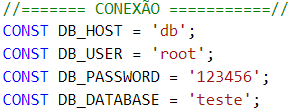 //======= CONEXÃO ===========//
CONST DB_HOST = 'db';
CONST DB_USER = 'root';
CONST DB_PASSWORD = '123456';
CONST DB_DATABASE = 'teste';